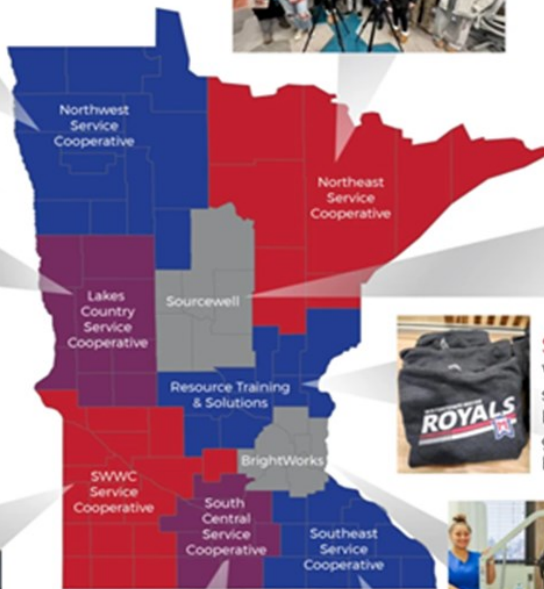 Northwest
Service
Cooperative
Northeast
Service
Cooperative
Lakes
Country
Service
Cooperative
Sourcewell
Resource Training
& Solutions
ROYALS
BrightWorks
SWWC
Service
Cooperative
South
Central
Service
Cooperative
Southeast
Service
Cooperative